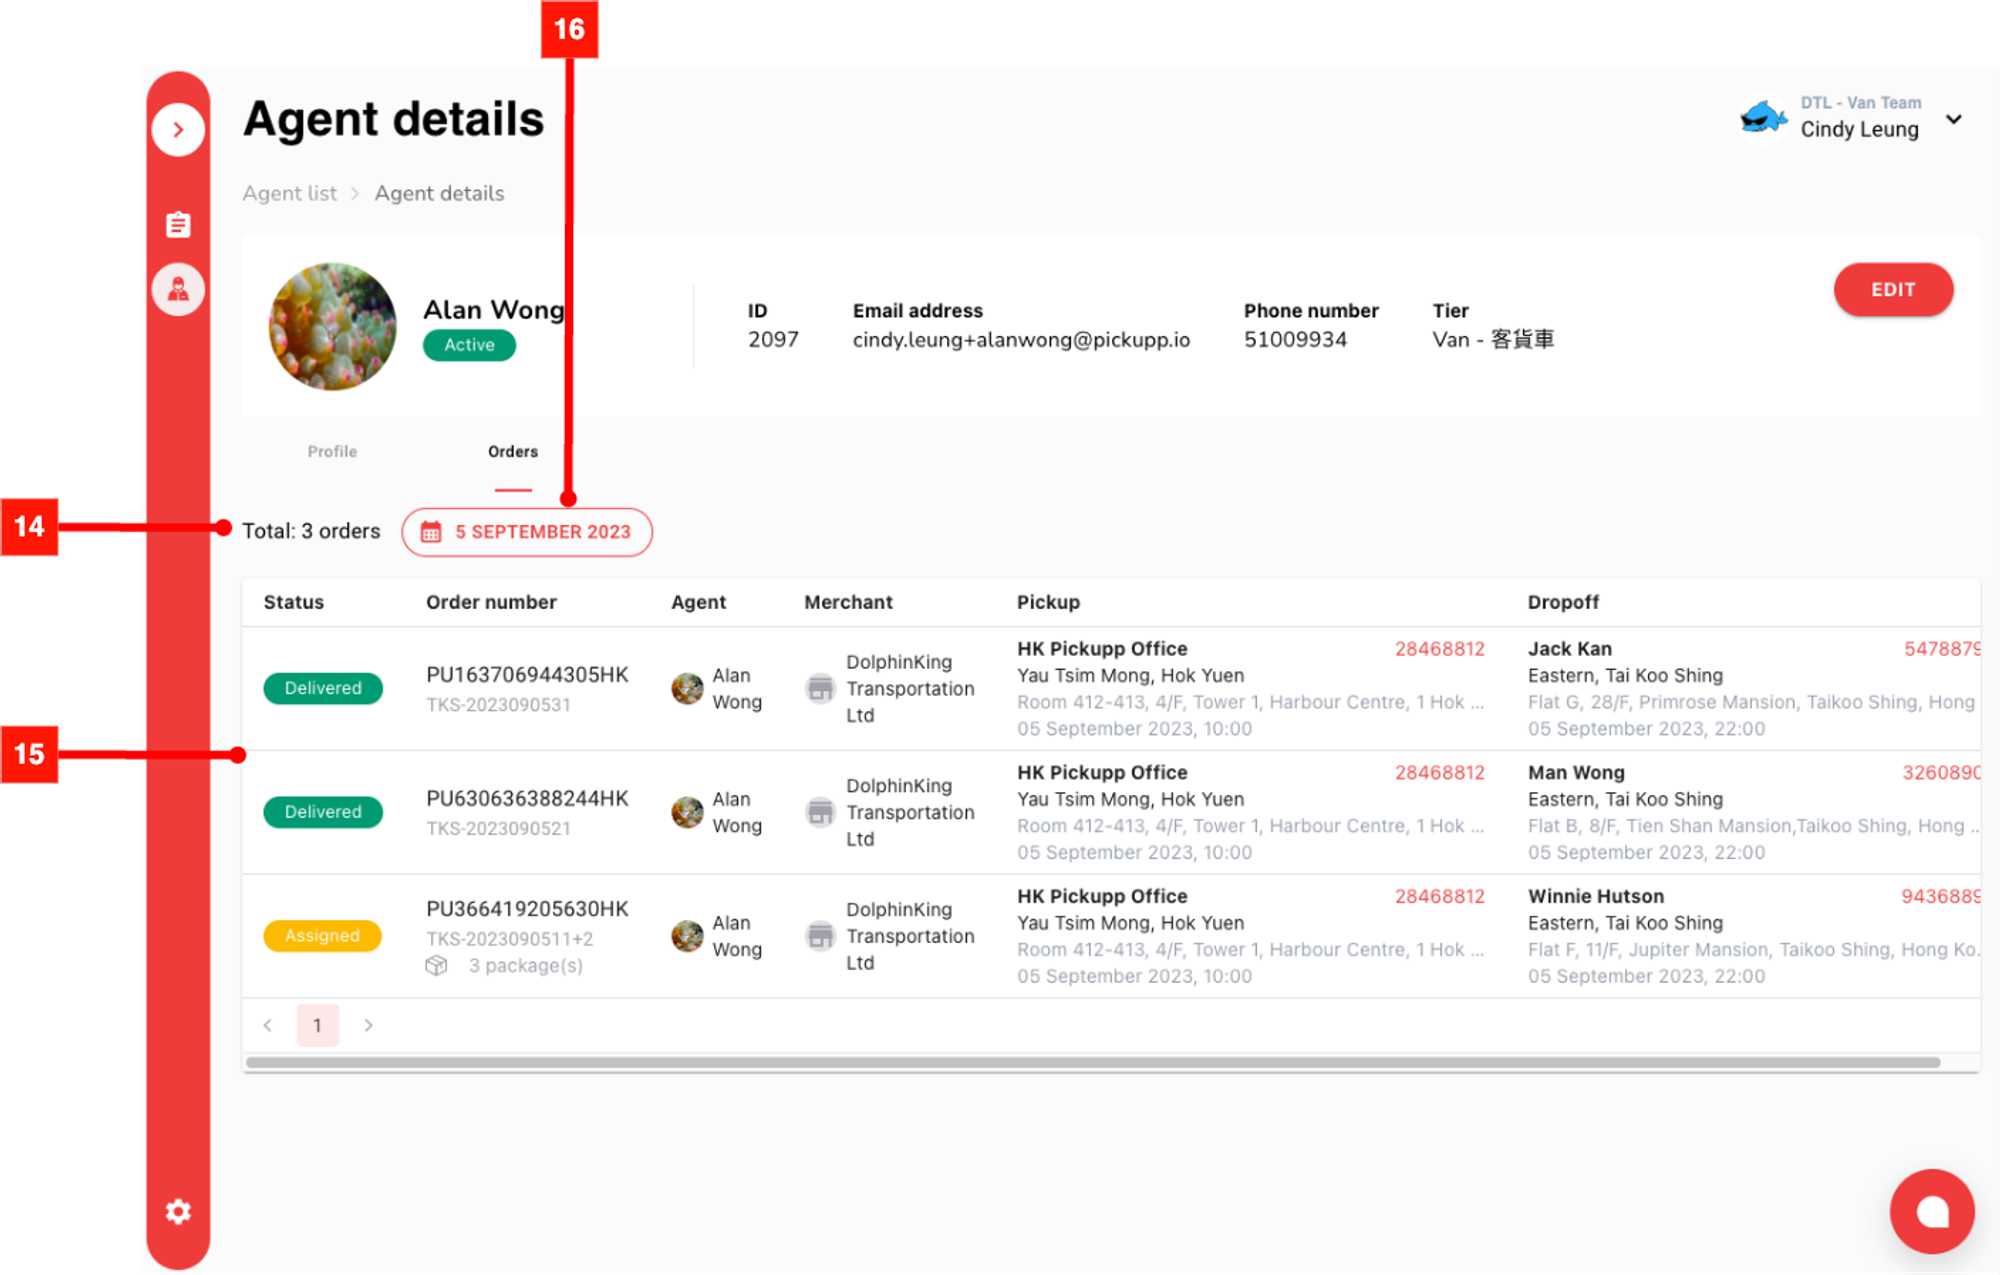 16
Agent details
DTL - Van Team
Cindy Leung
Agent list > Agent details
Alan Wong
Active
ID
2097
Email address
cindy.leung+alanwong@pickupp.io
Phone number
51009934
Tier
Van - 客貨車
EDIT
Profile
Orders
14
Total: 3 orders
5 SEPTEMBER 2023
Status
Order number
Agent
Merchant
Pickup
Dropoff
Delivered
PU163706944305HK
TKS-2023090531
Alan
Wong
DolphinKing
Transportation
Ltd
HK Pickupp Office 28468812
Yau Tsim Mong, Hok Yuen
Room 412-413, 4/F, Tower 1, Harbour Centre, 1 Hok ...
05 September 2023, 10:00
Jack Kan 5478879
Eastern, Tai Koo Shing
Flat G, 28/F, Primrose Mansion, Taikoo Shing, Hong
05 September 2023, 22:00
15
Delivered
PU630636388244HK
TKS-2023090521
Alan
Wong
DolphinKing
Transportation
Ltd
HK Pickupp Office 28468812
Yau Tsim Mong, Hok Yuen
Room 412-413, 4/F, Tower 1, Harbour Centre, 1 Hok ...
05 September 2023, 10:00
Man Wong 3260890
Eastern, Tai Koo Shing
Flat B, 8/F, Tien Shan Mansion,Taikoo Shing, Hong ..
05 September 2023, 22:00
Assigned
PU366419205630HK
TKS-2023090511+2
3 package(s)
Alan
Wong
DolphinKing
Transportation
Ltd
HK Pickupp Office 28468812
Yau Tsim Mong, Hok Yuen
Room 412-413, 4/F, Tower 1, Harbour Centre, 1 Hok ...
05 September 2023, 10:00
Winnie Hutson 9436889
Eastern, Tai Koo Shing
Flat F, 11/F, Jupiter Mansion, Taikoo Shing, Hong Ko.
05 September 2023, 22:00
1